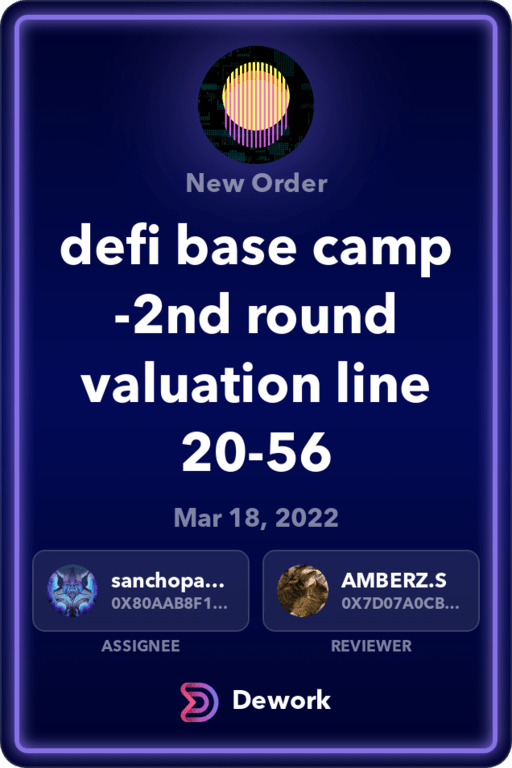 New Order
defi base camp
-2nd round
valuation line
20-56
Mar 18, 2022
sanchopa...
0X80AAB8F1...
ASSIGNEE
AMBERZ.S
0X7D07A0CB...
REVIEWER
Dework